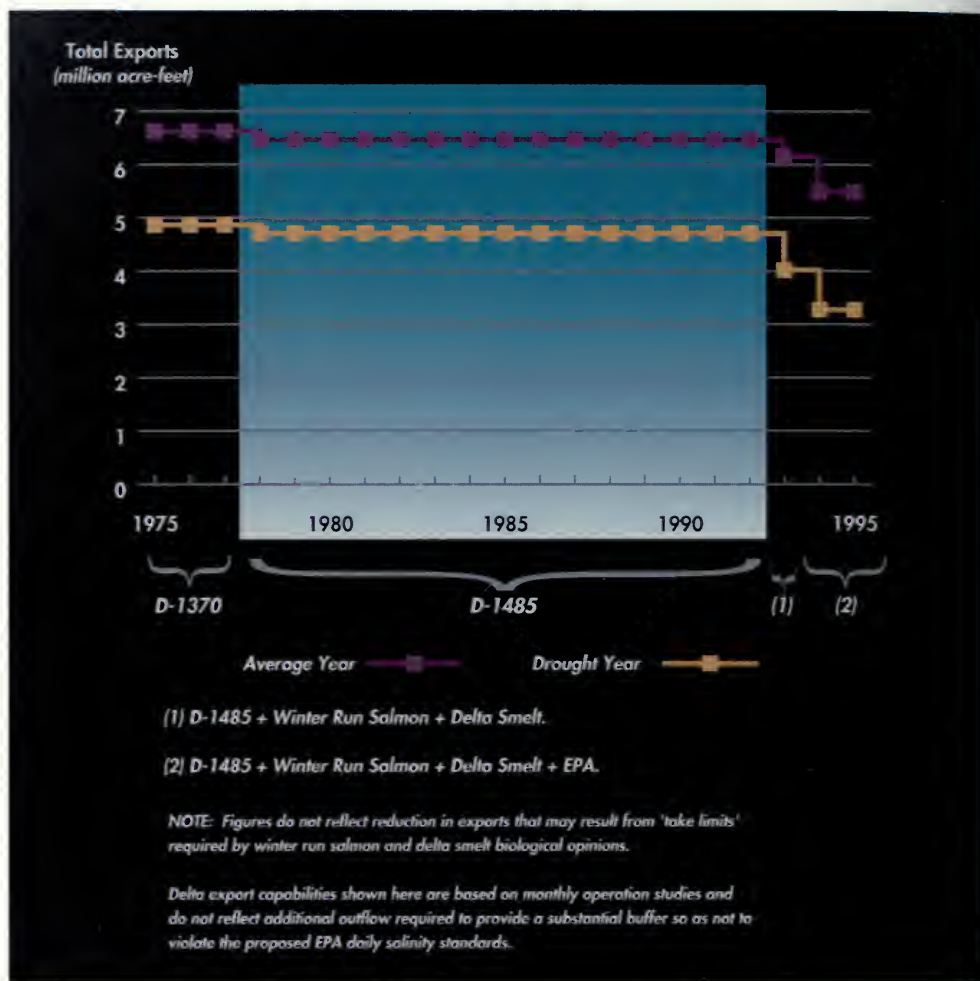 Total Exports
(million acre-feet)
7
6
5
4
3
2
1
0
1975 1980 1985 1990 1995
D-1370 D-1485 (1) (2)
Average Year Drought Year
(1) D-1485 + Winter Run Salmon + Delta Smelt.
(2) D-1485 + Winter Run Salmon + Delta Smelt + EPA.
NOTE: Figures do not reflect reduction in exports that may result from 'take limits'
required by winter run salmon and delta smelt biological opinions.
Delta export capabilities shown here are based on monthly operation studies and
do not reflect additional outflow required to provide a substantial buffer so as not to
violate the proposed EPA daily salinity standards.